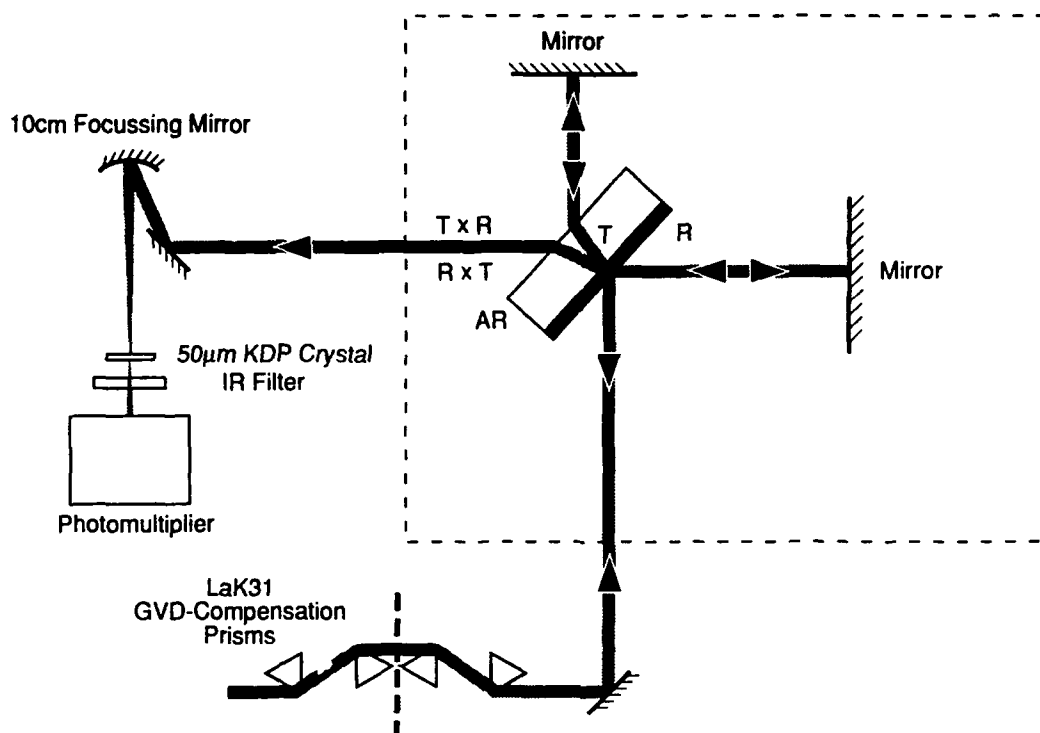 Mirror
10cm Focussing Mirror
T x R
T
R
R x T
Mirror
AR
50µm KDP Crystal
IR Filter
Photomultiplier
LaK31
GVD-Compensation
Prisms